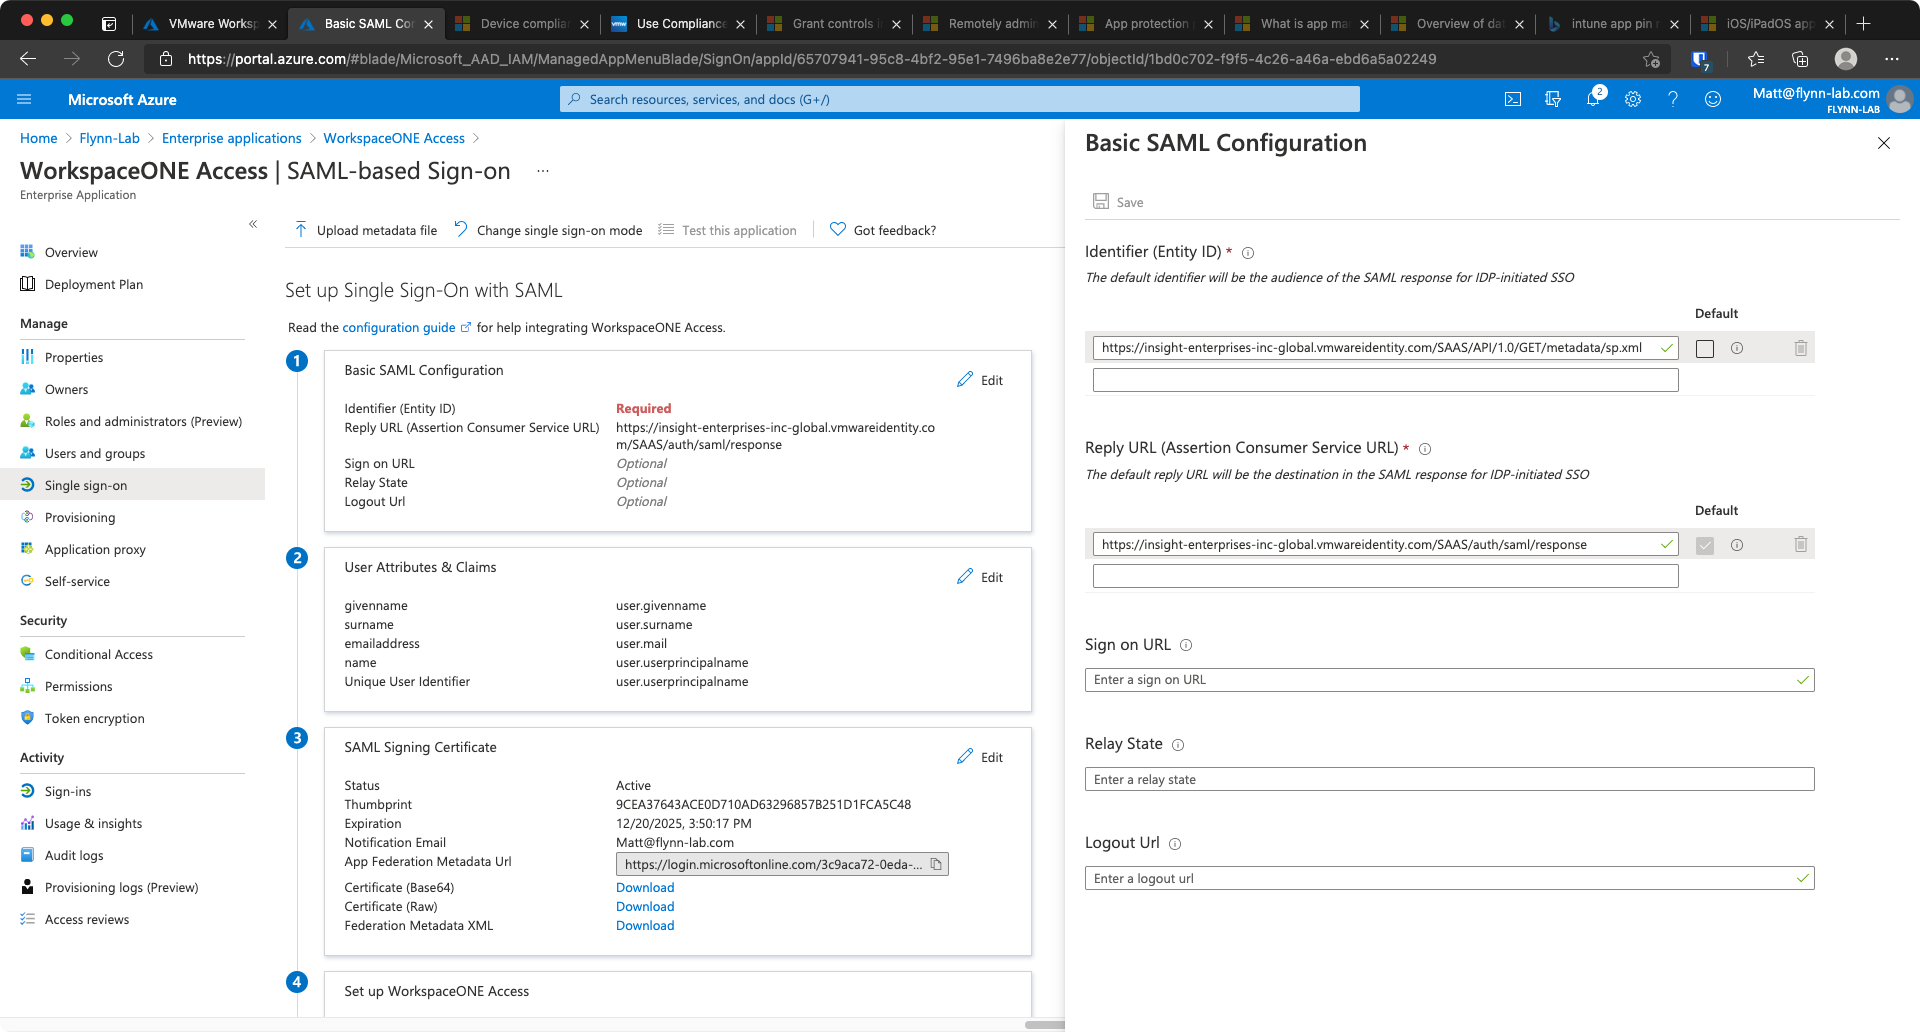 VMware Worksp
Basic SAML Con
Device complian
Use Compliance
Grant controls i
Remotely admin
App protection
What is app ma
Overview of dat
intune app pin r
iOS/iPadOS app
https://portal.azure.com/#blade/Microsoft_AAD_IAM/ManagedAppMenuBlade/SignOn/appId/65707941-95c8-4bf2-95e1-7496ba8e2e77/objectId/1bd0c702-f9f5-4c26-a46a-ebd6a5a02249
7
Microsoft Azure
Search resources, services, and docs (G+/)
2
Matt@flynn-lab.com
FLYNN-LAB
Home > Flynn-Lab > Enterprise applications > WorkspaceONE Access >
WorkspaceONE Access | SAML-based Sign-on ...
Enterprise Application
Overview
Deployment Plan
Manage
Properties
Owners
Roles and administrators (Preview)
Users and groups
Single sign-on
Provisioning
Application proxy
Self-service
Security
Conditional Access
Permissions
Token encryption
Activity
Sign-ins
Usage & insights
Audit logs
Provisioning logs (Preview)
Access reviews
Upload metadata file
Change single sign-on mode
Test this application
Got feedback?
Set up Single Sign-On with SAML
Read the configuration guide for help integrating WorkspaceONE Access.
1
Basic SAML Configuration
Edit
Identifier (Entity ID) Required
Reply URL (Assertion Consumer Service URL) https://insight-enterprises-inc-global.vmwareidentity.co
m/SAAS/auth/saml/response
Sign on URL Optional
Relay State Optional
Logout Url Optional
2
User Attributes & Claims
Edit
givenname user.givenname
surname user.surname
emailaddress user.mail
name user.userprincipalname
Unique User Identifier user.userprincipalname
3
SAML Signing Certificate
Edit
Status Active
Thumbprint 9CEA37643ACE0D710AD63296857B251D1FCA5C48
Expiration 12/20/2025, 3:50:17 PM
Notification Email Matt@flynn-lab.com
App Federation Metadata Url https://login.microsoftonline.com/3c9aca72-0eda-...
Certificate (Base64) Download
Certificate (Raw) Download
Federation Metadata XML Download
4
Set up WorkspaceONE Access
Basic SAML Configuration
Save
Identifier (Entity ID) *
The default identifier will be the audience of the SAML response for IDP-initiated SSO
Default
https://insight-enterprises-inc-global.vmwareidentity.com/SAAS/API/1.0/GET/metadata/sp.xml
Reply URL (Assertion Consumer Service URL) *
The default reply URL will be the destination in the SAML response for IDP-initiated SSO
Default
https://insight-enterprises-inc-global.vmwareidentity.com/SAAS/auth/saml/response
Sign on URL
Enter a sign on URL
Relay State
Enter a relay state
Logout Url
Enter a logout url